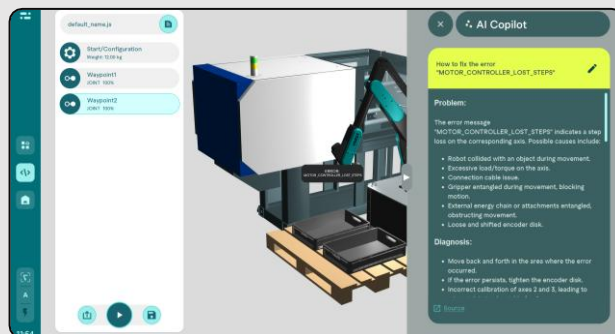 default_name.js
Start/Configuration
Weight: 12.05 kg
Waypoint1
JOINT 100%
Waypoint2
JOINT 100%
A
MOTOR_CONTROLLER_LOST_STEPS
AI Copilot
How to fix the error
"MOTOR_CONTROLLER_LOST_STEPS"
Problem:
The error message
"MOTOR_CONTROLLER_LOST_STEPS" indicates a step
loss on the corresponding axis. Possible causes include:
• Robot collided with an object during movement.
• Excessive load/torque on the axis.
• Connection cable issue.
• Gripper entangled during movement, blocking
motion.
• External energy chain or attachments entangled,
obstructing movement.
• Loose and shifted encoder disk.
Diagnosis:
• Move back and forth in the area where the error
occurred.
• If the error persists, tighten the encoder disk.
• Incorrect calibration of axes 2 and 3, leading to
Source